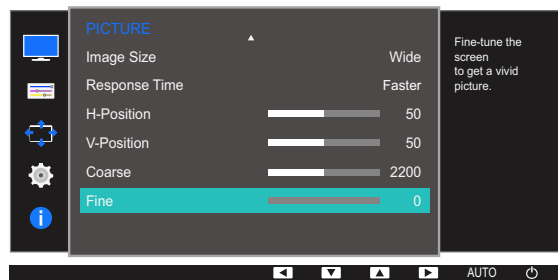 PICTURE
Image Size Wide
Response Time Faster
H-Position 50
V-Position 50
Coarse 2200
Fine 0
Fine-tune the
screen
to get a vivid
picture.
AUTO